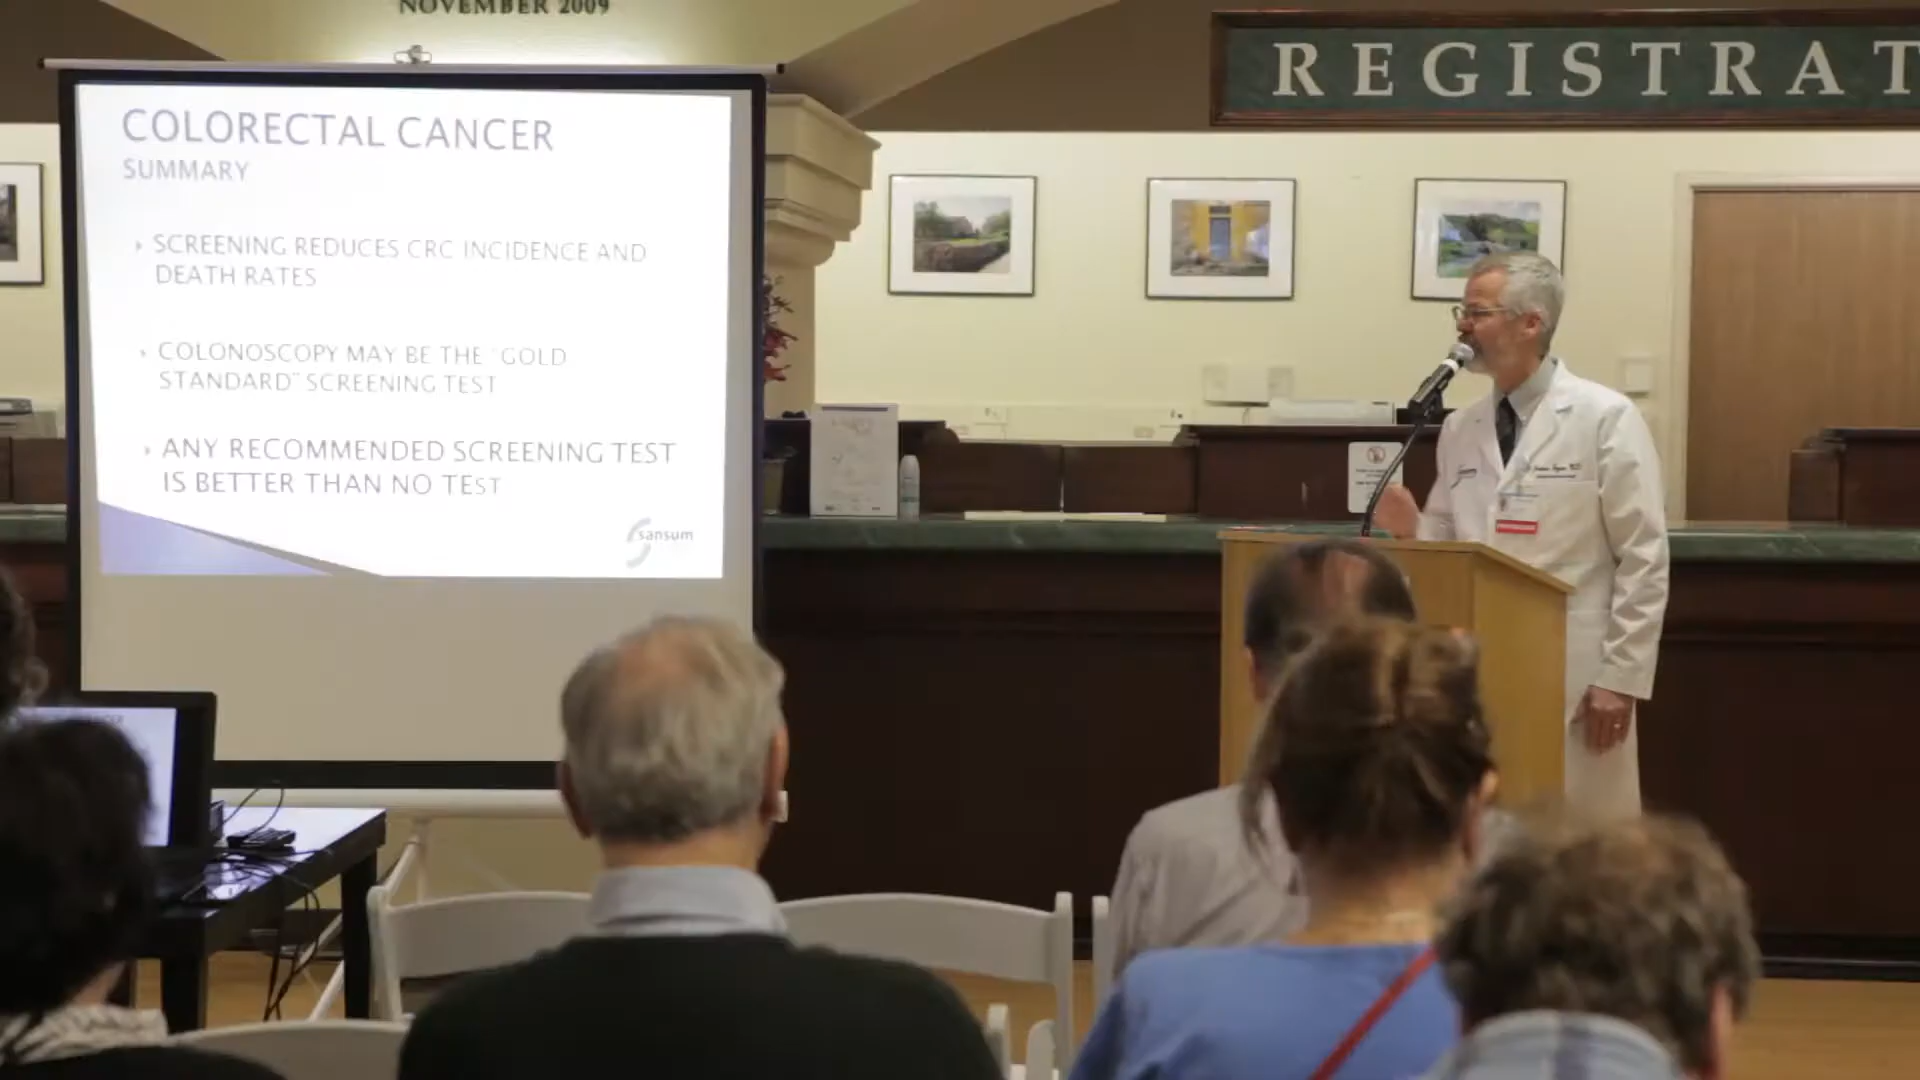 NOVEMBER 2009
REGISTRAT
COLORECTAL CANCER
SUMMARY
SCREENING REDUCES CRC INCIDENCE AND
DEATH RATES
COLONOSCOPY MAY BE THE "GOLD
STANDARD" SCREENING TEST
ANY RECOMMENDED SCREENING TEST
IS BETTER THAN NO TEST
sansum